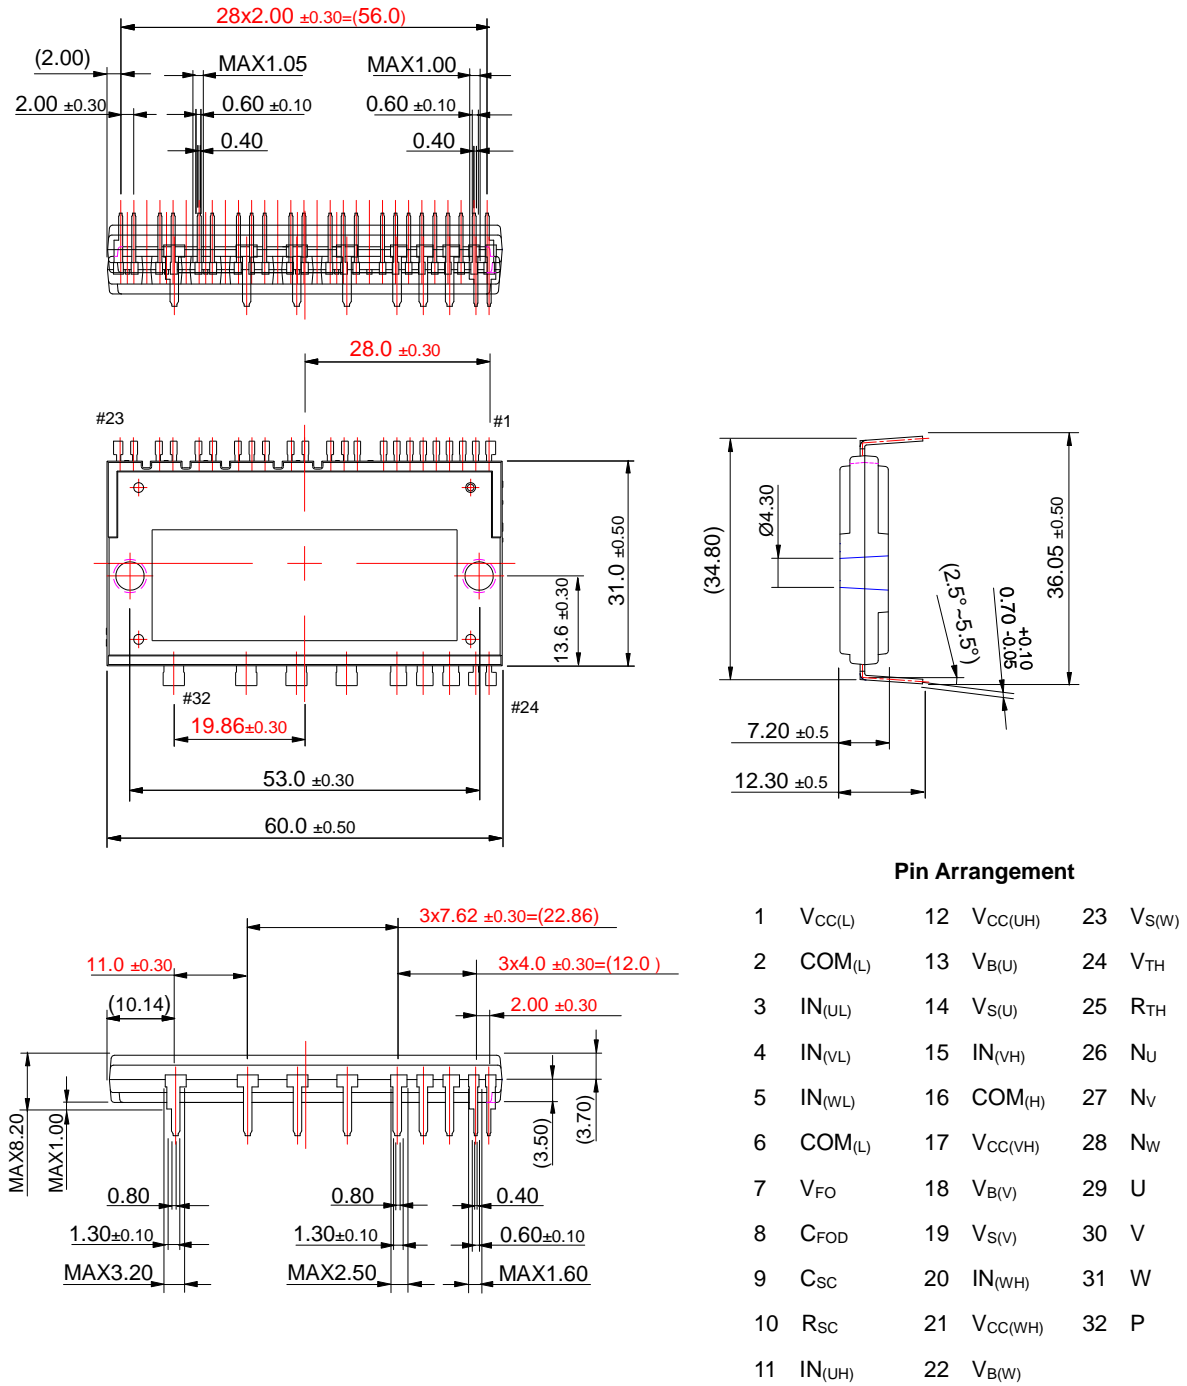 28x2.00 ±0.30=(56.0)
(2.00)
MAX1.05
MAX1.00
2.00 ±0.30
0.60 ±0.10
0.60 ±0.10
0.40
0.40
28.0 ±0.30
#23
#1
Ø4.30
(34.80)
36.05 ±0.50
31.0 ±0.50
13.6 ±0.30
(2.5°~5.5°)
0.70 +0.10 -0.05
#32
#24
19.86±0.30
7.20 ±0.5
53.0 ±0.30
12.30 ±0.5
60.0 ±0.50
3x7.62 ±0.30=(22.86)
11.0 ±0.30
3x4.0 ±0.30=(12.0 )
(10.14)
2.00 ±0.30
MAX8.20
MAX1.00
(3.50)
(3.70)
0.80
0.80
0.40
1.30±0.10
1.30±0.10
0.60±0.10
MAX3.20
MAX2.50
MAX1.60
Pin Arrangement
1 VCC(L) 12 VCC(UH) 23 VS(W)
2 COM(L) 13 VB(U) 24 VTH
3 IN(UL) 14 VS(U) 25 RTH
4 IN(VL) 15 IN(VH) 26 NU
5 IN(WL) 16 COM(H) 27 NV
6 COM(L) 17 VCC(VH) 28 NW
7 VFO 18 VB(V) 29 U
8 CFOD 19 VS(V) 30 V
9 CSC 20 IN(WH) 31 W
10 RSC 21 VCC(WH) 32 P
11 IN(UH) 22 VB(W)